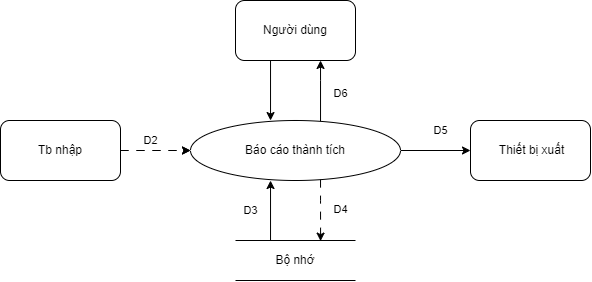 Người dùng
D6
Tb nhập
D2
Báo cáo thành tích
D5
Thiết bị xuất
D3
D4
Bộ nhớ